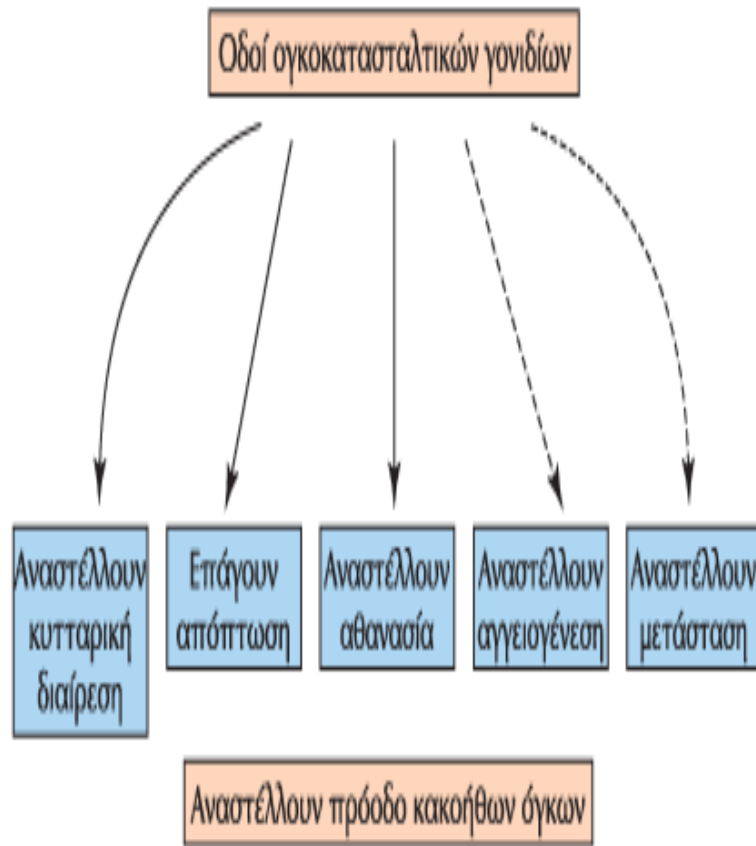 Οδοί ογκοκατασταλτικών γονιδίων
Αναστέλλουν
κυτταρική
διαίρεση
Επάγουν
απόπτωση
Αναστέλλουν
αθανασία
Αναστέλλουν
αγγειογένεση
Αναστέλλουν
μετάσταση
Αναστέλλουν πρόοδο κακοήθων όγκων